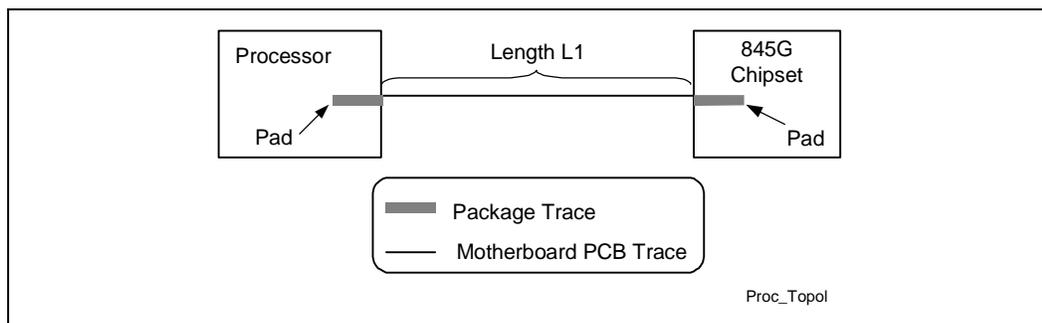 Processor
Length L1
845G
Chipset
Pad
Pad
Package Trace
Motherboard PCB Trace
Proc_Topol